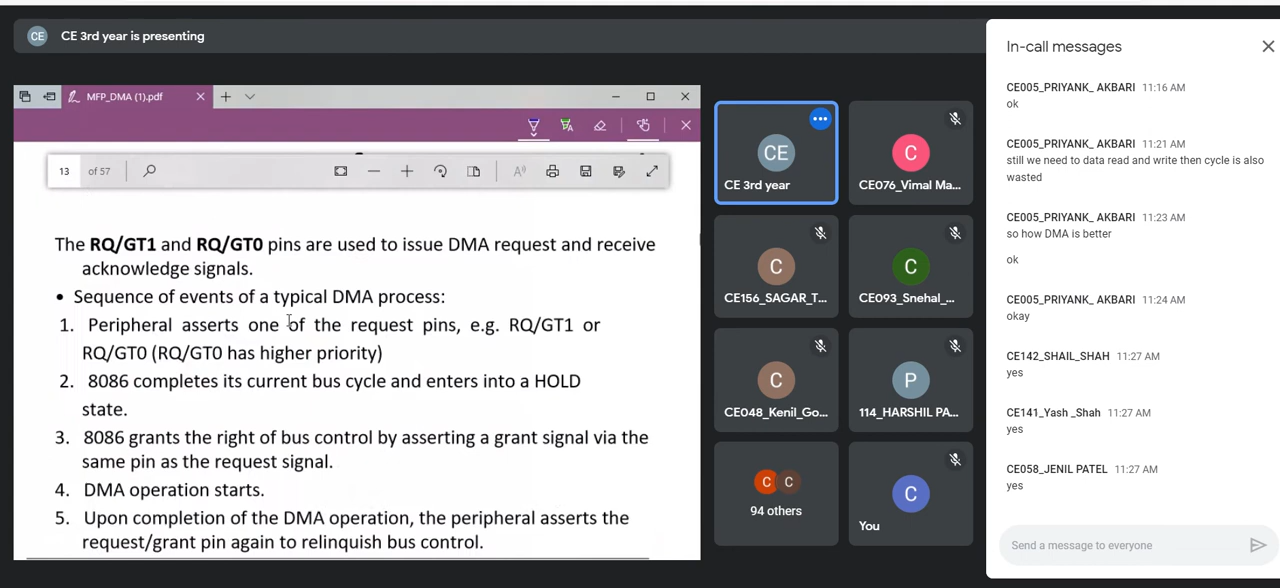 CE
CE 3rd year is presenting
MFP_DMA (1).pdf
13 of 57
The RQ/GT1 and RQ/GT0 pins are used to issue DMA request and receive
acknowledge signals.
• Sequence of events of a typical DMA process:
1. Peripheral asserts one of the request pins, e.g. RQ/GT1 or
RQ/GT0 (RQ/GT0 has higher priority)
2. 8086 completes its current bus cycle and enters into a HOLD
state.
3. 8086 grants the right of bus control by asserting a grant signal via the
same pin as the request signal.
4. DMA operation starts.
5. Upon completion of the DMA operation, the peripheral asserts the
request/grant pin again to relinquish bus control.
CE
CE 3rd year
C
CE076_Vimal Ma...
C
CE156_SAGAR_T...
C
CE093_Snehal_...
C
CE048_Kenil_Go...
P
114_HARSHIL PA...
C C
94 others
C
You
In-call messages
CE005_PRIYANK_ AKBARI 11:16 AM
ok
CE005_PRIYANK_ AKBARI 11:21 AM
still we need to data read and write then cycle is also
wasted
CE005_PRIYANK_ AKBARI 11:23 AM
so how DMA is better
ok
CE005_PRIYANK_ AKBARI 11:24 AM
okay
CE142_SHAIL_SHAH 11:27 AM
yes
CE141_Yash _Shah 11:27 AM
yes
CE058_JENIL PATEL 11:27 AM
yes
Send a message to everyone